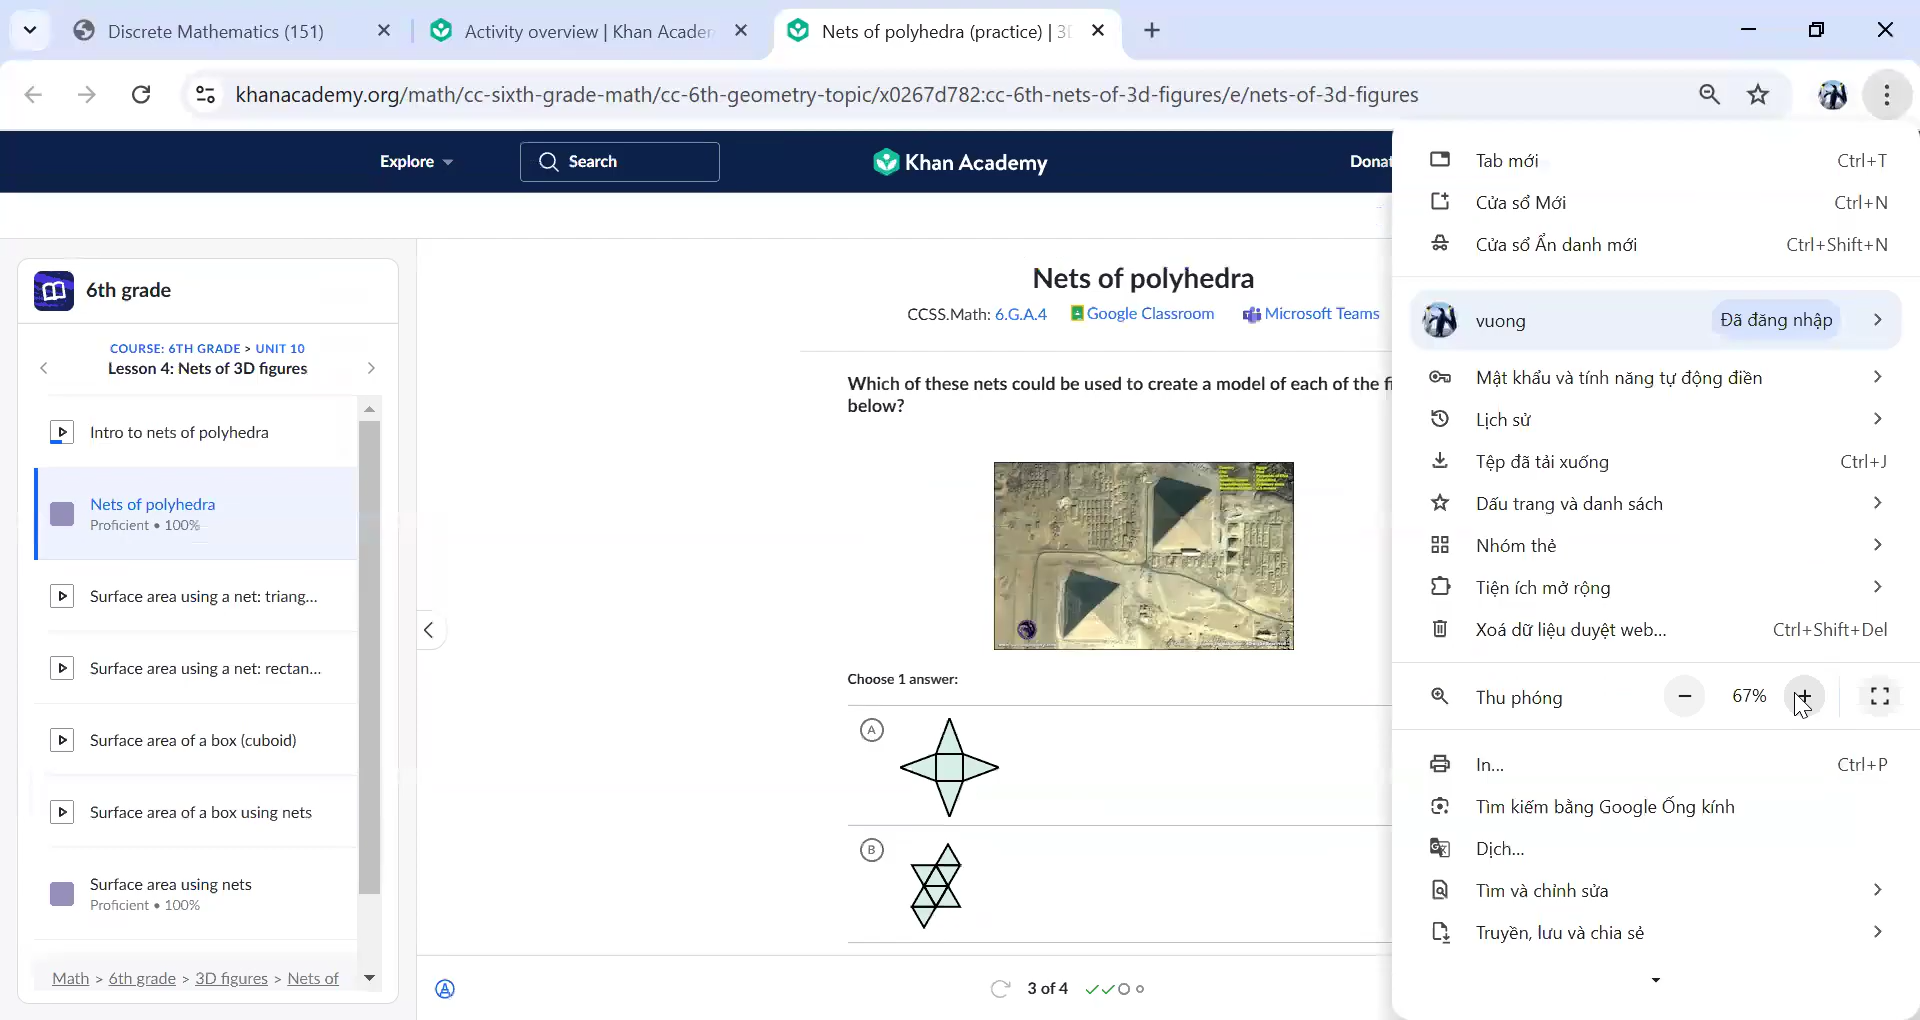 Discrete Mathematics (151)
Activity overview | Khan Academ
Nets of polyhedra (practice) | 3D
khanacademy.org/math/cc-sixth-grade-math/cc-6th-geometry-topic/x0267d782:cc-6th-nets-of-3d-figures/e/nets-of-3d-figures
Explore
Search
Khan Academy
Donat
6th grade
COURSE: 6TH GRADE > UNIT 10
Lesson 4: Nets of 3D figures
Intro to nets of polyhedra
Nets of polyhedra
Proficient • 100%
Surface area using a net: triang...
Surface area using a net: rectan...
Surface area of a box (cuboid)
Surface area of a box using nets
Surface area using nets
Proficient • 100%
Math > 6th grade > 3D figures > Nets of
Nets of polyhedra
CCSS.Math: 6.G.A.4 Google Classroom Microsoft Teams
Which of these nets could be used to create a model of each of the fi
below?
Choose 1 answer:
A
B
3 of 4
Tab mới Ctrl+T
Cửa sổ Mới Ctrl+N
Cửa sổ Ẩn danh mới Ctrl+Shift+N
vuong Đã đăng nhập
Mật khẩu và tính năng tự động điền
Lịch sử
Tệp đã tải xuống Ctrl+J
Dấu trang và danh sách
Nhóm thẻ
Tiện ích mở rộng
Xoá dữ liệu duyệt web... Ctrl+Shift+Del
Thu phóng 67%
In... Ctrl+P
Tìm kiếm bằng Google Ống kính
Dịch...
Tìm và chỉnh sửa
Truyền, lưu và chia sẻ